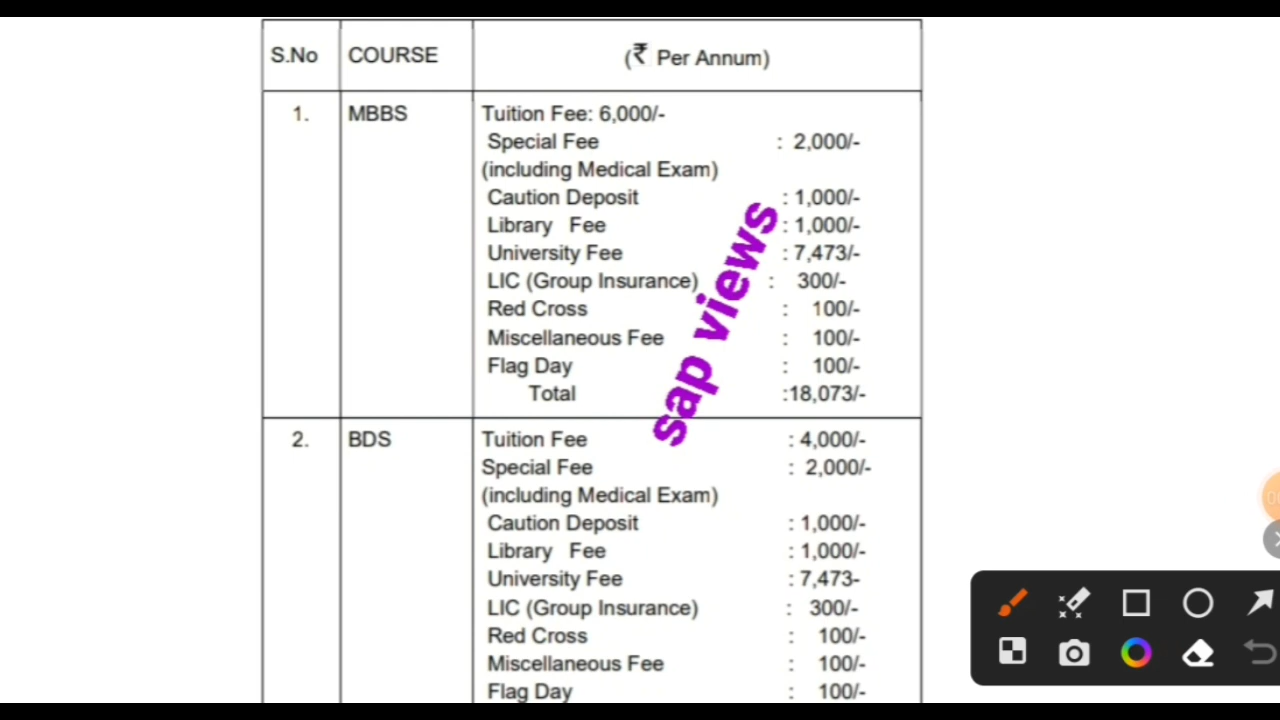 S.No COURSE (₹ Per Annum)
1. MBBS Tuition Fee: 6,000/-
Special Fee : 2,000/-
(including Medical Exam)
Caution Deposit : 1,000/-
Library Fee : 1,000/-
University Fee : 7,473/-
LIC (Group Insurance) : 300/-
Red Cross : 100/-
Miscellaneous Fee : 100/-
Flag Day : 100/-
Total :18,073/-
sap views
2. BDS Tuition Fee : 4,000/-
Special Fee : 2,000/-
(including Medical Exam)
Caution Deposit : 1,000/-
Library Fee : 1,000/-
University Fee : 7,473-
LIC (Group Insurance) : 300/-
Red Cross : 100/-
Miscellaneous Fee : 100/-
Flag Day : 100/-